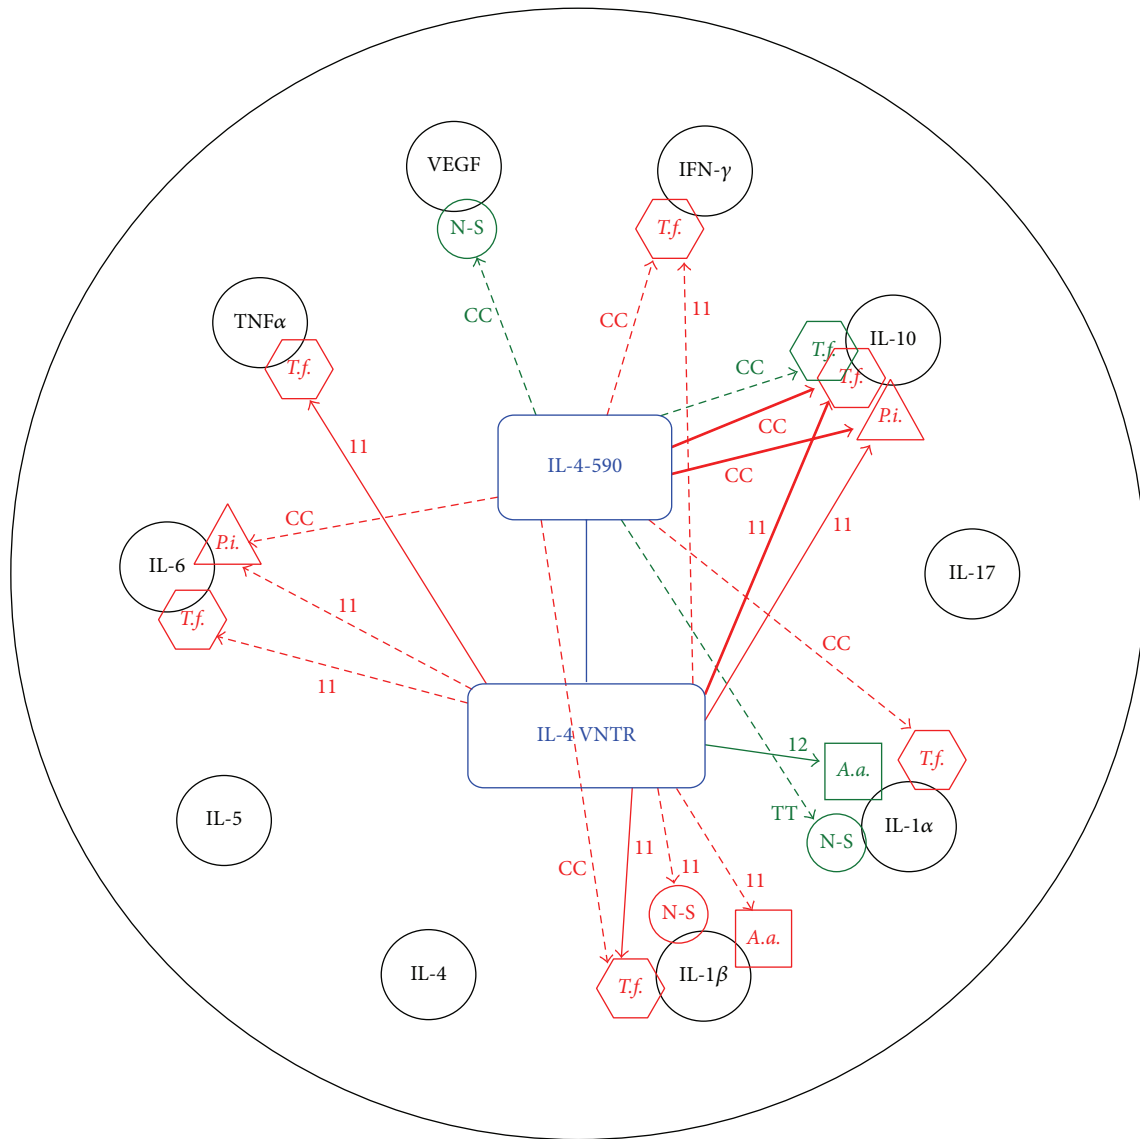 VEGF
IFN-γ
N-S
T.f.
CC
CC
11
TNFα
T.f.
IL-10
T.f.
T.f.
P.i.
CC
CC
CC
11
IL-4-590
CC
11
11
P.i.
IL-6
T.f.
11
11
IL-17
CC
IL-4 VNTR
12
A.a.
T.f.
TT
N-S
IL-1α
IL-5
CC
11
11
11
N-S
A.a.
IL-4
T.f.
IL-1β